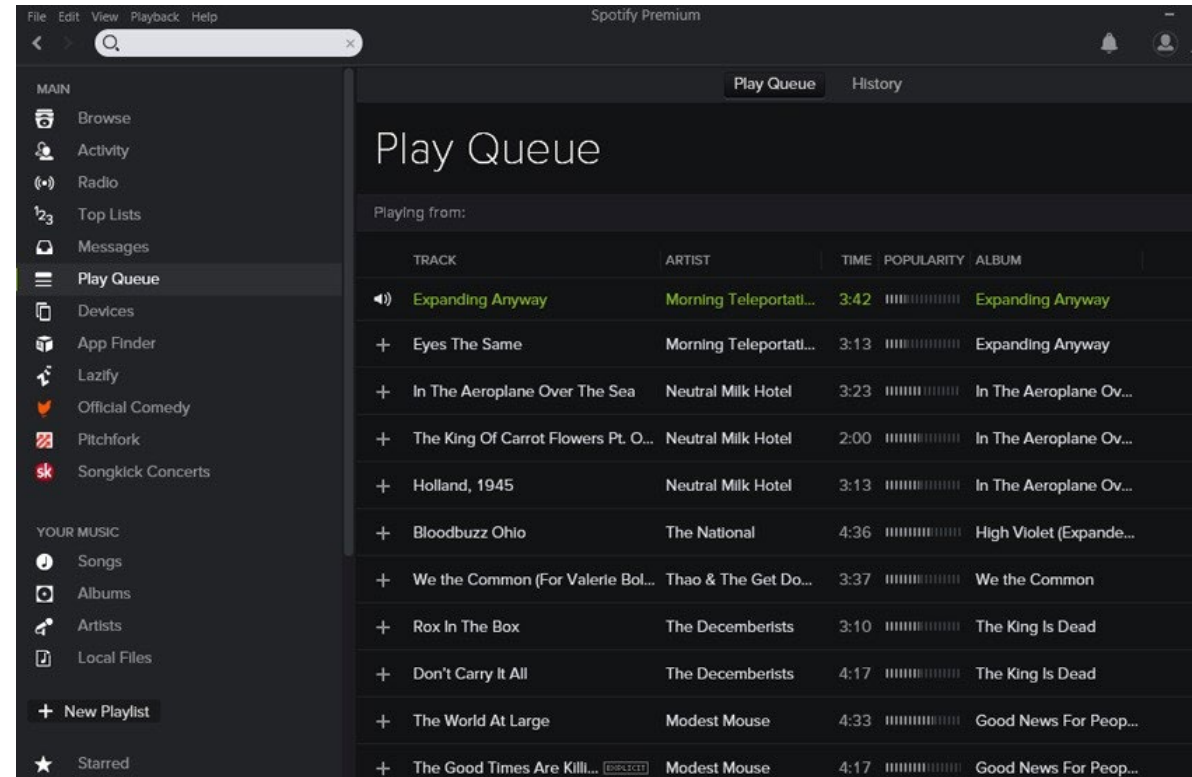 File Edit View Playback Help
Spotify Premium
MAIN
Browse
Activity
Radio
Top Lists
Messages
Play Queue
Devices
App Finder
Lazify
Official Comedy
Pitchfork
Songkick Concerts
YOUR MUSIC
Songs
Albums
Artists
Local Files
New Playlist
Starred
Play Queue History
Play Queue
Playing from:
TRACK ARTIST TIME POPULARITY ALBUM
Expanding Anyway Morning Teleportati... 3:42 Expanding Anyway
Eyes The Same Morning Teleportati... 3:13 Expanding Anyway
In The Aeroplane Over The Sea Neutral Milk Hotel 3:23 In The Aeroplane Ov...
The King Of Carrot Flowers Pt. O... Neutral Milk Hotel 2:00 In The Aeroplane Ov...
Holland, 1945 Neutral Milk Hotel 3:13 In The Aeroplane Ov...
Bloodbuzz Ohio The National 4:36 High Violet (Expande...
We the Common (For Valerie Bol... Thao & The Get Do... 3:37 We the Common
Rox In The Box The Decemberists 3:10 The King Is Dead
Don't Carry It All The Decemberists 4:17 The King Is Dead
The World At Large Modest Mouse 4:33 Good News For Peop...
The Good Times Are Killi... EXPLICIT Modest Mouse 4:17 Good News For Peop...